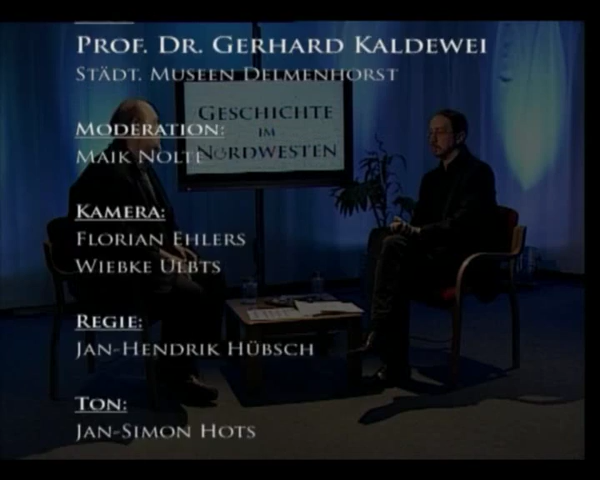 Prof. Dr. Gerhard Kaldewei
Städt. Museen Delmenhorst
Moderation:
Maik Nolte
Kamera:
Florian Ehlers
Wiebke Ulbts
Regie:
Jan-Hendrik Hübsch
Ton:
Jan-Simon Hots
Geschichte
im
Nordwesten